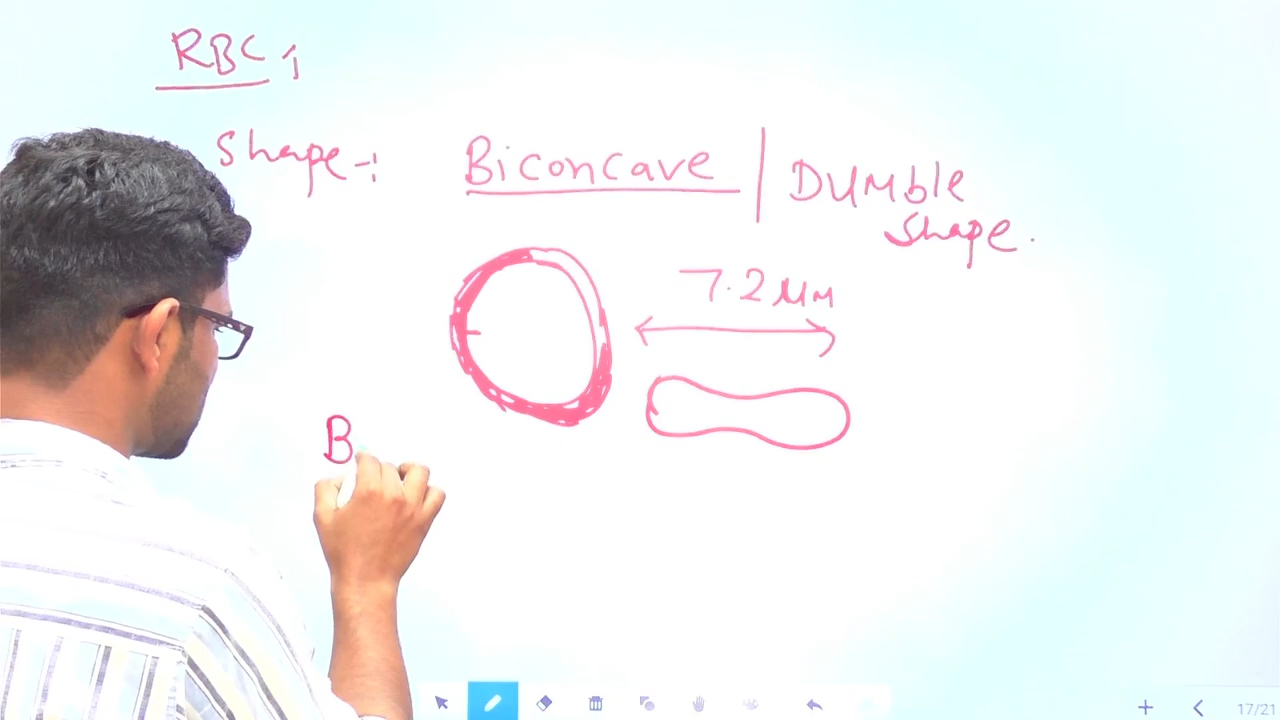 RBC :
Shape -:
Biconcave | Dumble
Shape.
7.2 µm
B
17/21